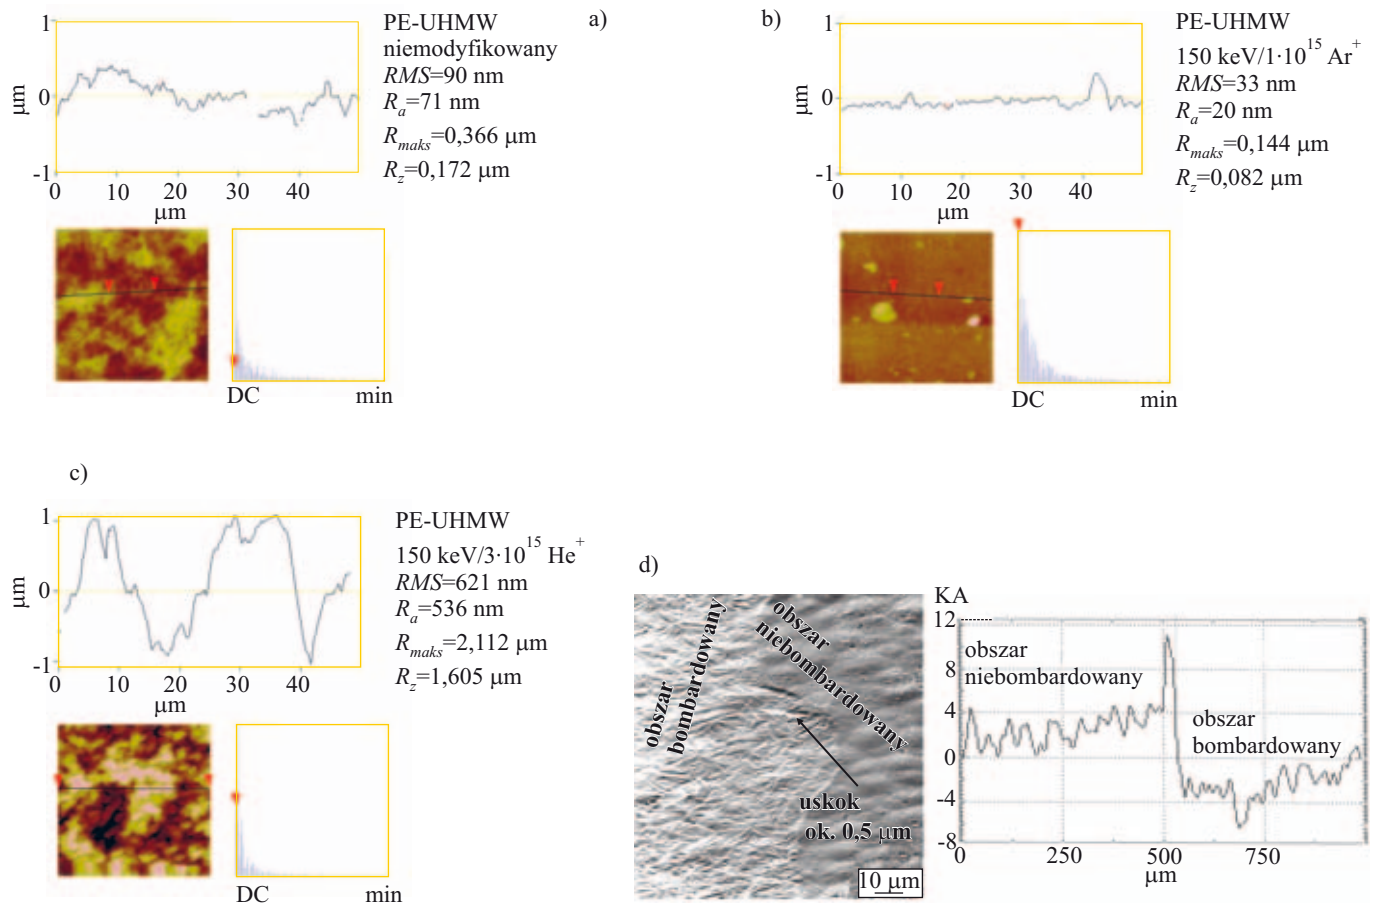 a)
1
0
-1
μm
0
10
20
30
40
μm
PE-UHMW
niemodyfikowany
RMS=90 nm
Ra=71 nm
Rmaks=0,366 μm
Rz=0,172 μm
DC
min
b)
1
0
-1
μm
0
10
20
30
40
μm
PE-UHMW
150 keV/1·10¹⁵ Ar⁺
RMS=33 nm
Ra=20 nm
Rmaks=0,144 μm
Rz=0,082 μm
DC
min
c)
1
0
-1
μm
0
10
20
30
40
μm
PE-UHMW
150 keV/3·10¹⁵ He⁺
RMS=621 nm
Ra=536 nm
Rmaks=2,112 μm
Rz=1,605 μm
DC
min
d)
obszar
bombardowany
obszar
niebombardowany
uskok
ok. 0,5 μm
10 μm
KA
12
8
4
0
-4
-8
obszar
niebombardowany
obszar
bombardowany
0
250
500
750
μm